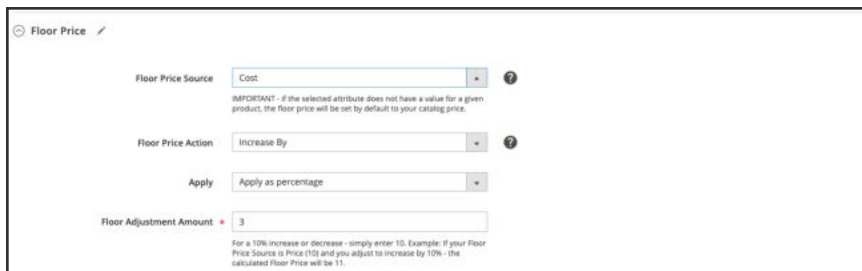 Floor Price
Floor Price Source
Cost
?
IMPORTANT - if the selected attribute does not have a value for a given
product, the floor price will be set by default to your catalog price.
Floor Price Action
Increase By
?
Apply
Apply as percentage
Floor Adjustment Amount *
3
For a 10% increase or decrease - simply enter 10. Example: If your Floor
Price Source is Price (10) and you adjust to increase by 10% - the
calculated Floor Price will be 11.